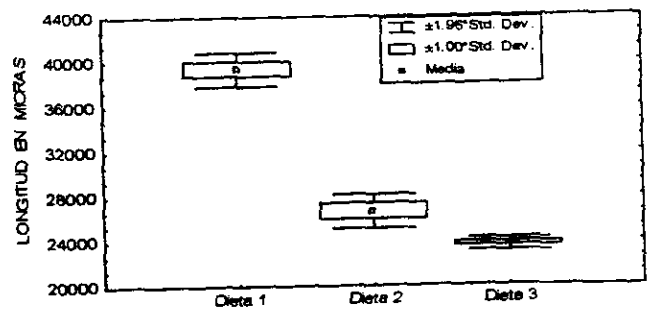 44000
40000
36000
32000
28000
24000
20000
LONGITUD EN MICRAS
±1.96*Std. Dev.
±1.00*Std. Dev.
Media
Dieta 1
Dieta 2
Dieta 3